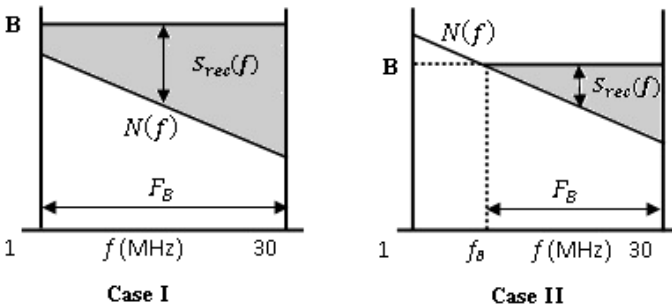 B
S_rec(f)
N(f)
F_B
1
f (MHz)
30
Case I
N(f)
B
S_rec(f)
F_B
1
f_B
f (MHz)
30
Case II